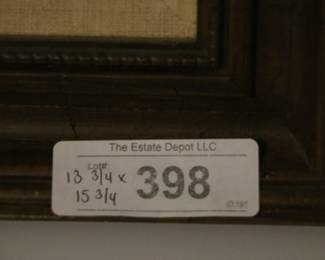 The Estate Depot LLC
Lot#:
13 3/4 x
15 3/4
398
ID:191